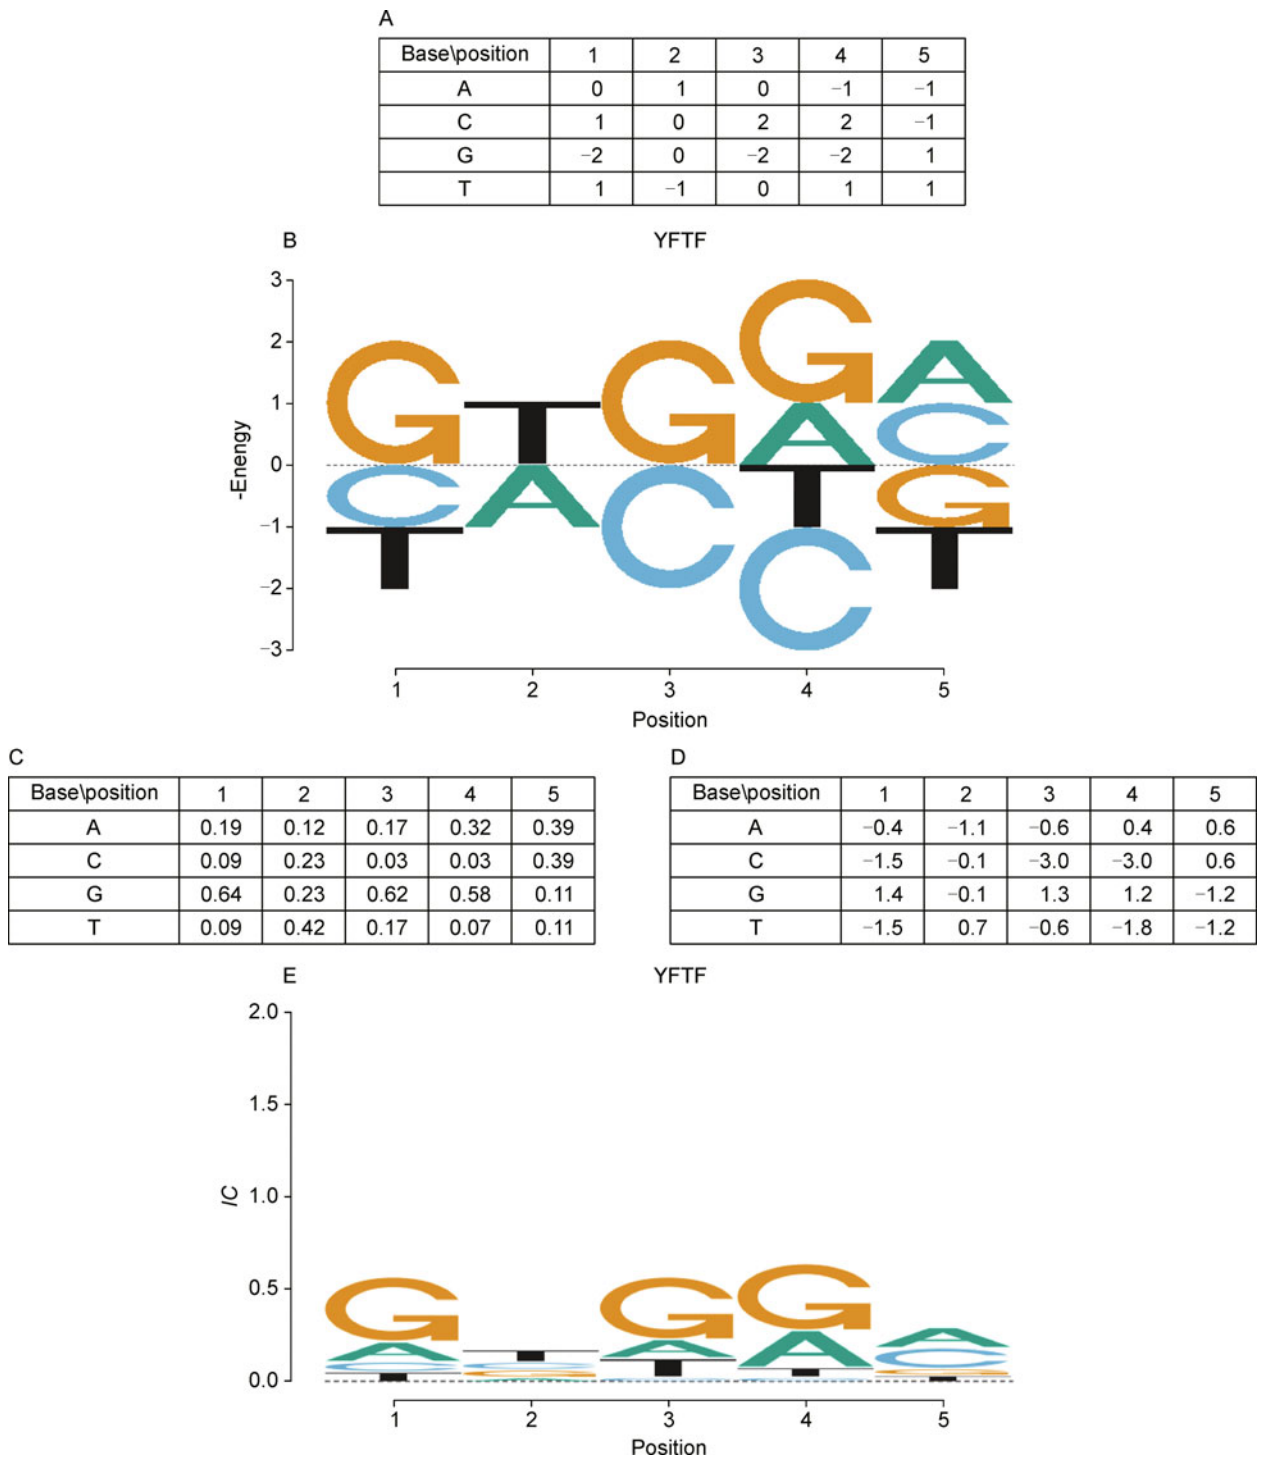 A
Base\position 1 2 3 4 5
A 0 1 0 −1 −1
C 1 0 2 2 −1
G −2 0 −2 −2 1
T 1 −1 0 1 1
B YFTF
3
2
1
0
−1
−2
−3
-Energy
G C T
T A
G C
G A T C
A C G T
1 2 3 4 5
Position
C
Base\position 1 2 3 4 5
A 0.19 0.12 0.17 0.32 0.39
C 0.09 0.23 0.03 0.03 0.39
G 0.64 0.23 0.62 0.58 0.11
T 0.09 0.42 0.17 0.07 0.11
D
Base\position 1 2 3 4 5
A −0.4 −1.1 −0.6 0.4 0.6
C −1.5 −0.1 −3.0 −3.0 0.6
G 1.4 −0.1 1.3 1.2 −1.2
T −1.5 0.7 −0.6 −1.8 −1.2
E YFTF
2.0
1.5
1.0
0.5
0.0
IC
G A C T
T C G A
G A T C
G A T C
A C G T
1 2 3 4 5
Position